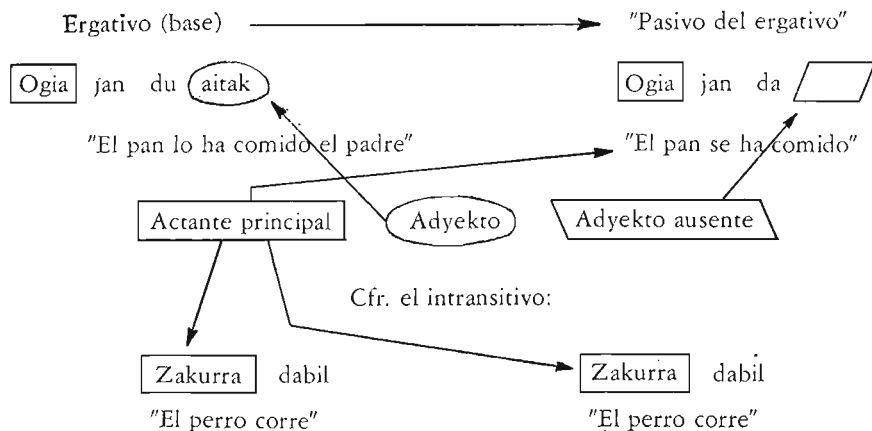 Ergativo (base) "Pasivo del ergativo"
Ogia jan du aitak Ogia jan da
"El pan lo ha comido el padre" "El pan se ha comido"
Actante principal Adyekto Adyekto ausente
Cfr. el intransitivo:
Zakurra dabil Zakurra dabil
"El perro corre" "El perro corre"